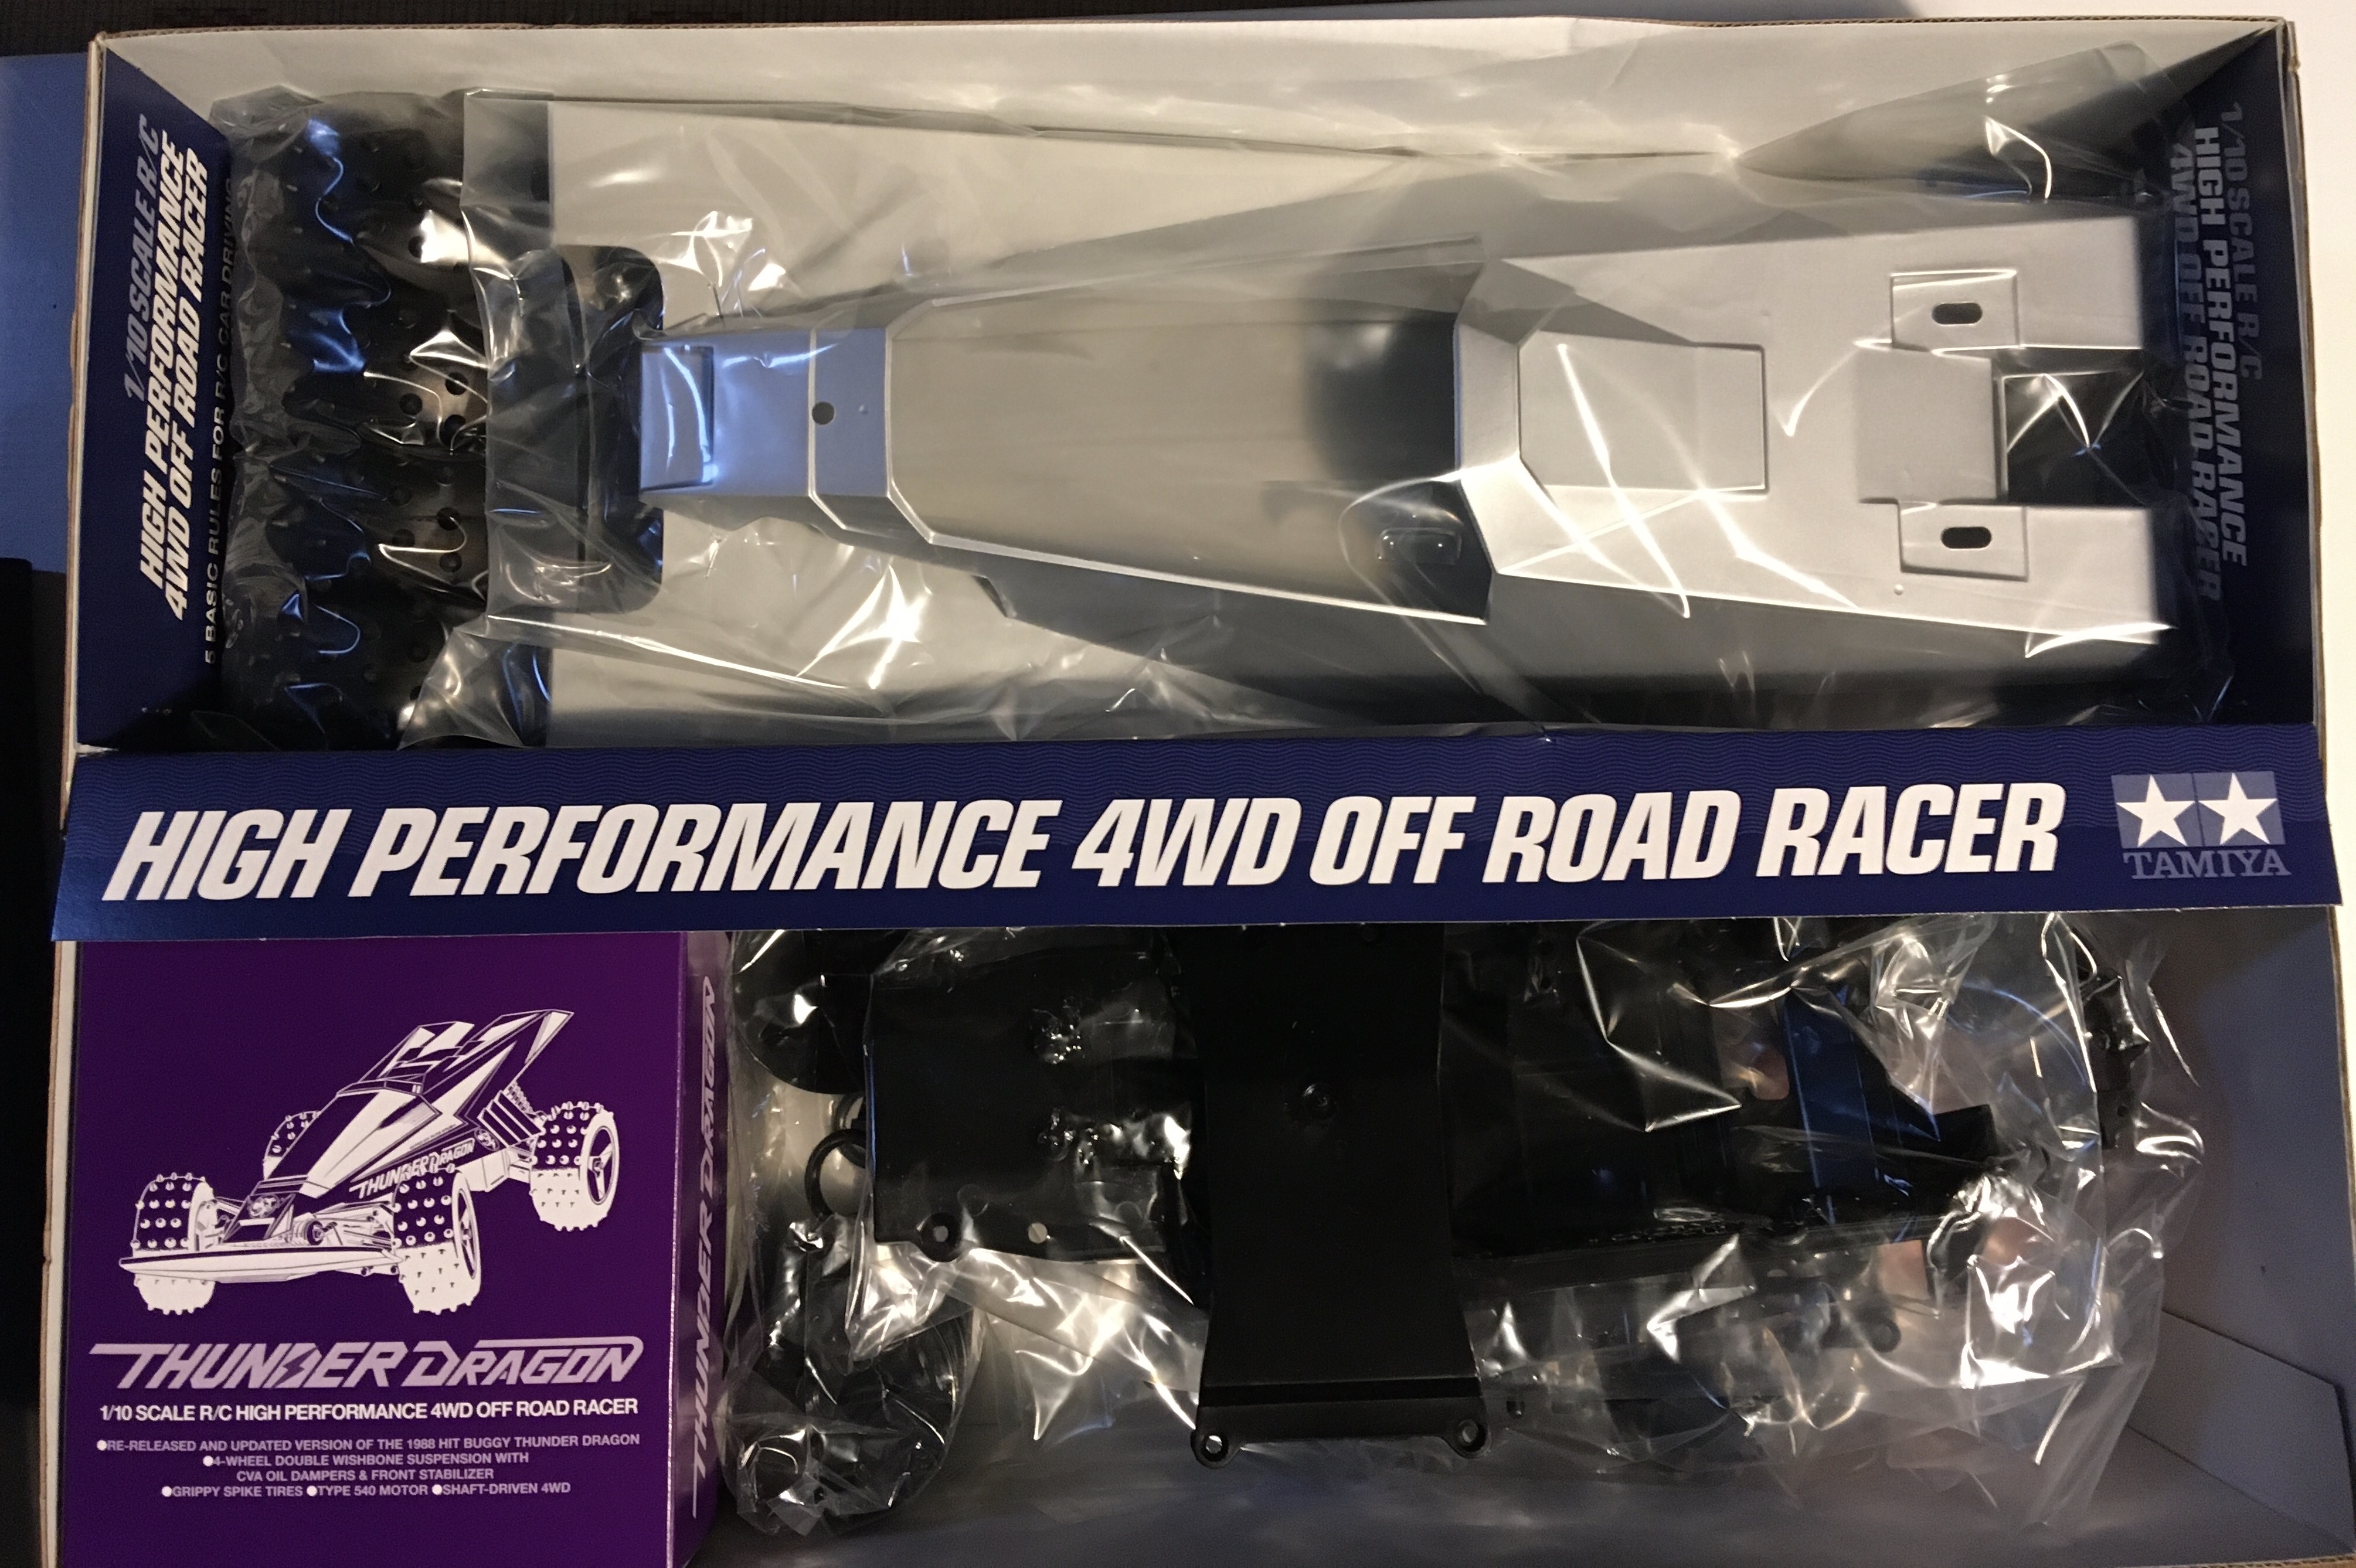 1/10 SCALE R/C
HIGH PERFORMANCE
4WD OFF ROAD RACER
5 BASIC RULES FOR R/C CAR DRIVING
1/10 SCALE R/C
HIGH PERFORMANCE
4WD OFF ROAD RACER
HIGH PERFORMANCE 4WD OFF ROAD RACER
TAMIYA
THUNDER DRAGON
THUNDER DRAGON
1/10 SCALE R/C HIGH PERFORMANCE 4WD OFF ROAD RACER
●RE-RELEASED AND UPDATED VERSION OF THE 1988 HIT BUGGY THUNDER DRAGON
●4-WHEEL DOUBLE WISHBONE SUSPENSION WITH
CVA OIL DAMPERS & FRONT STABILIZER
●GRIPPY SPIKE TIRES ●TYPE 540 MOTOR ●SHAFT-DRIVEN 4WD
THUNDER DRAGON
THUNDER DRAGON